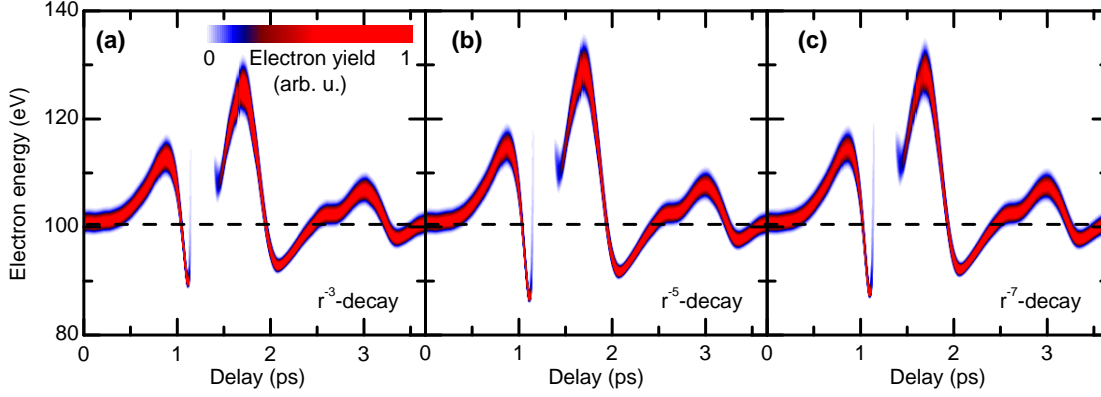 140
120
100
80
Electron energy (eV)
(a)
0 Electron yield 1
(arb. u.)
r⁻³-decay
0 1 2 3
Delay (ps)
(b)
r⁻⁵-decay
0 1 2 3
Delay (ps)
(c)
r⁻⁷-decay
0 1 2 3
Delay (ps)